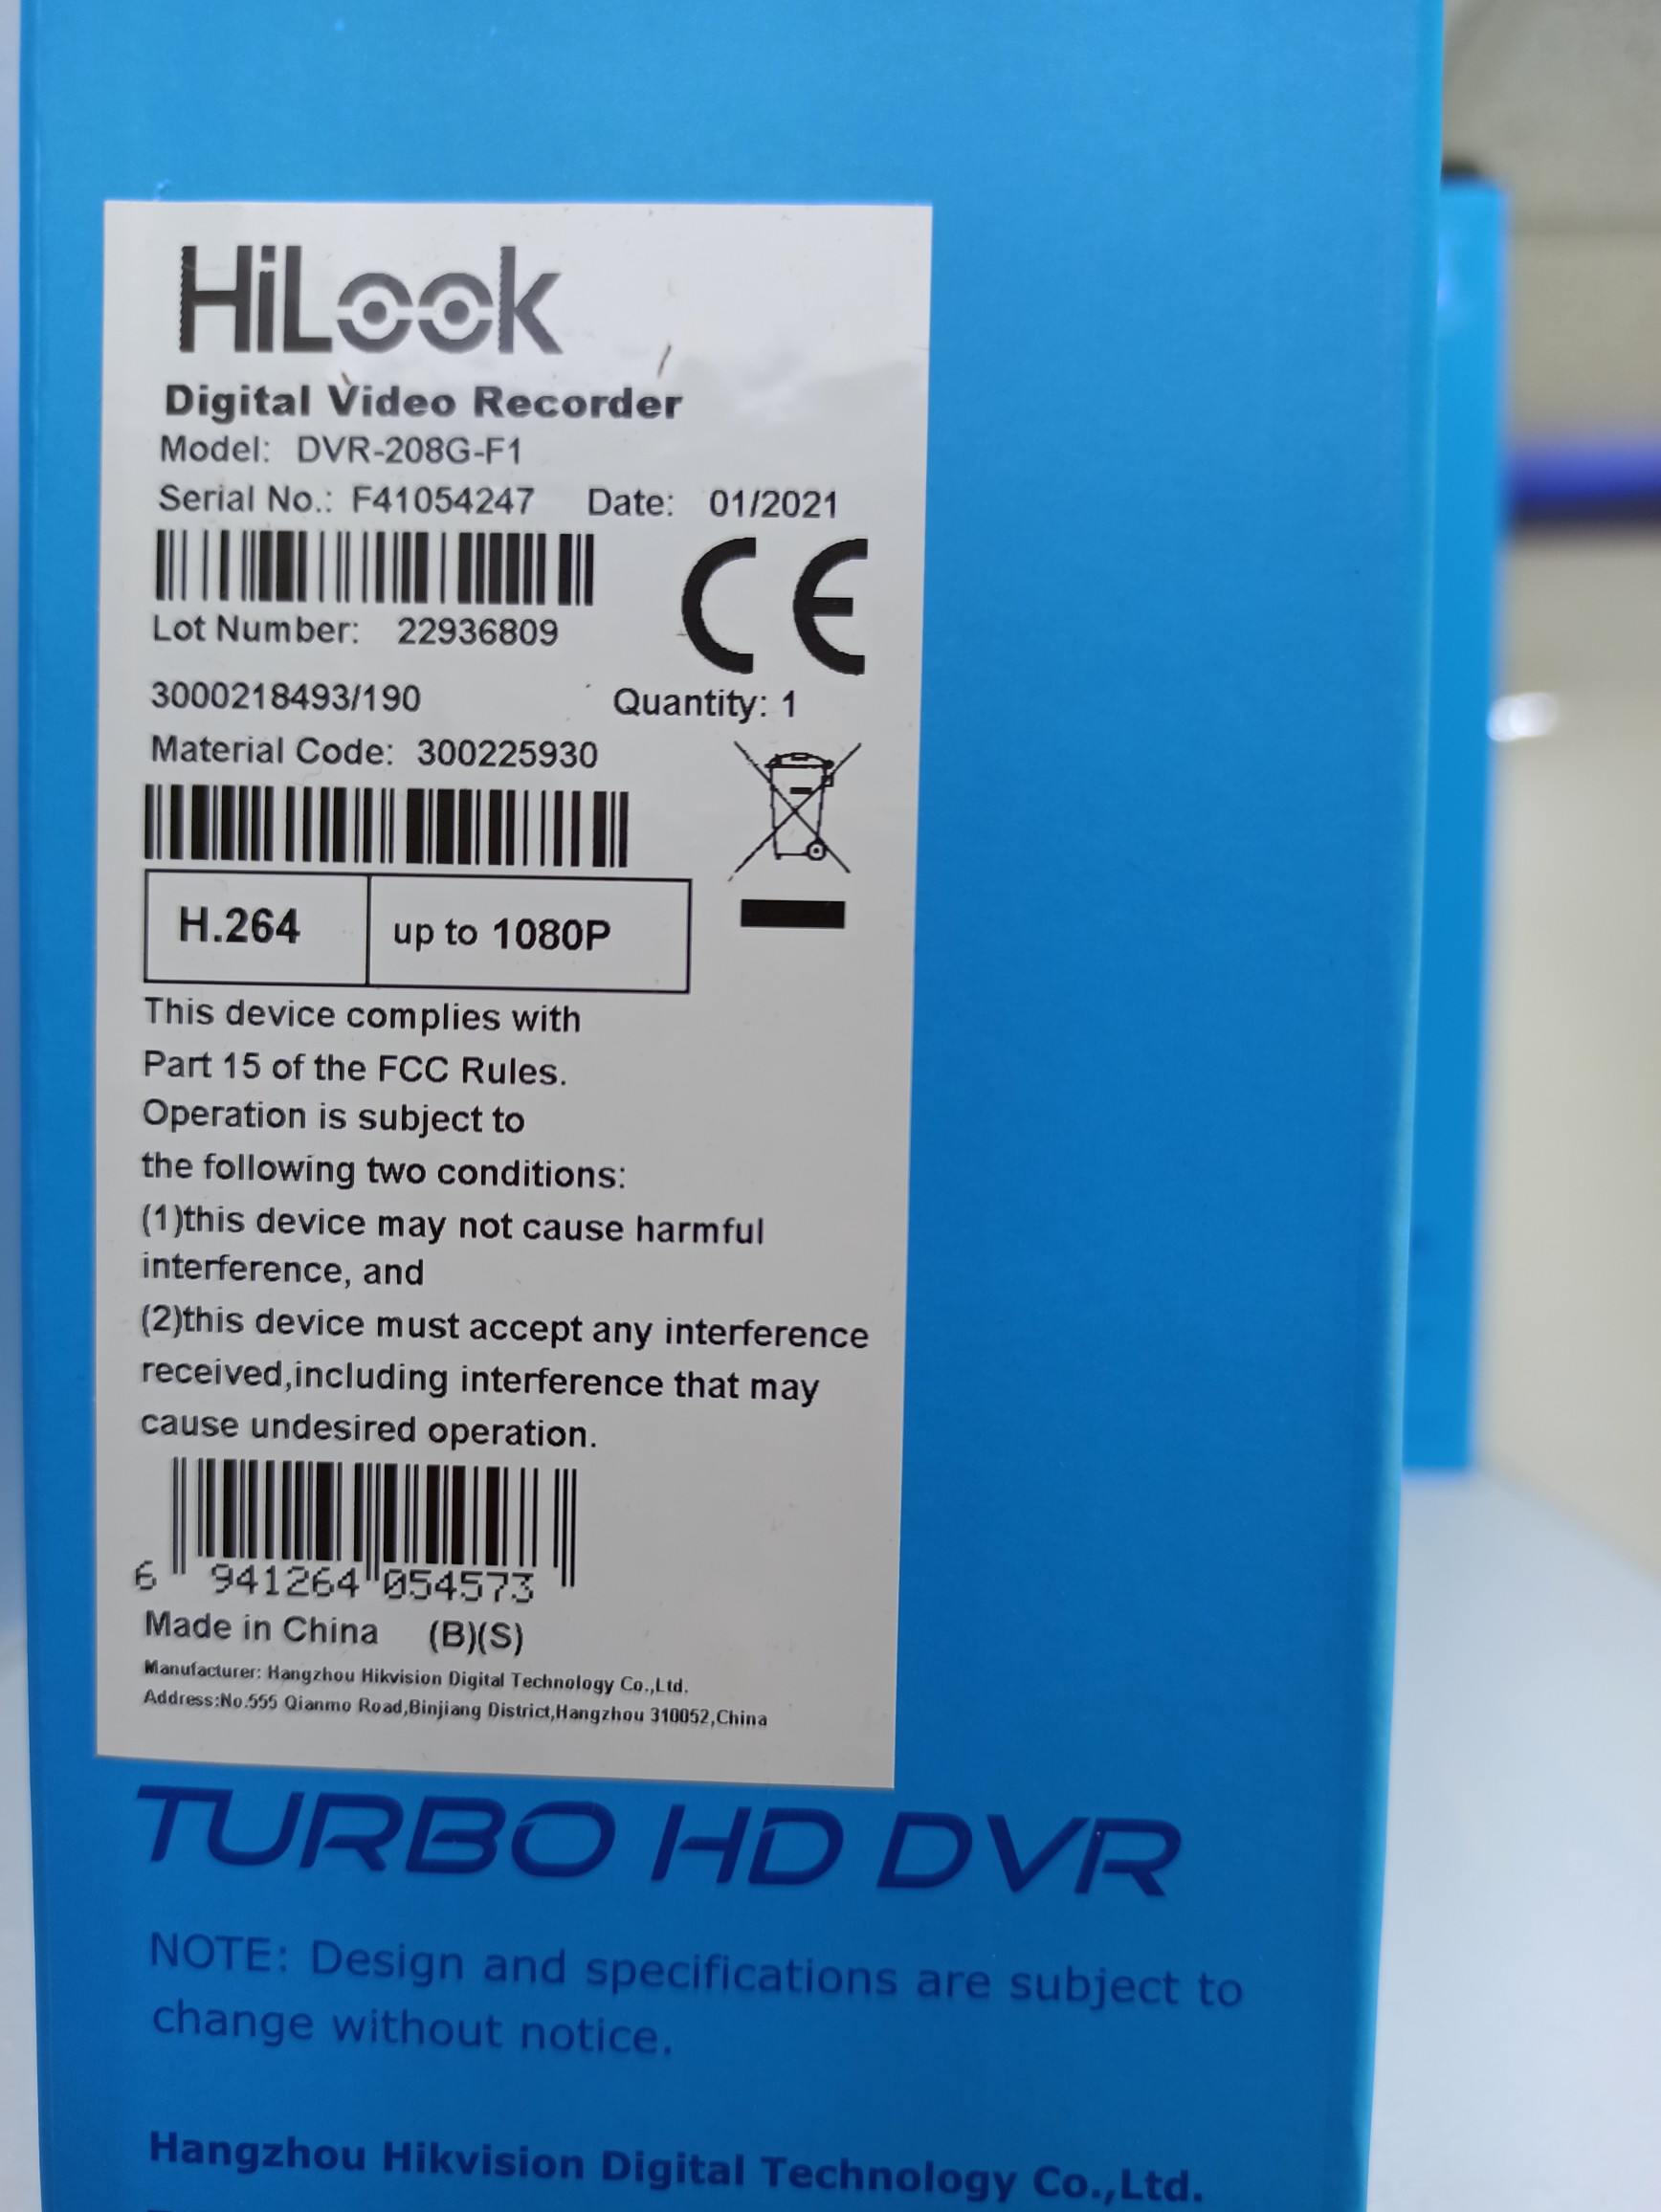 HiLook
Digital Video Recorder
Model: DVR-208G-F1
Serial No.: F41054247 Date: 01/2021
CE
Lot Number: 22936809
3000218493/190 Quantity: 1
Material Code: 300225930
H.264 up to 1080P
This device complies with
Part 15 of the FCC Rules.
Operation is subject to
the following two conditions:
(1)this device may not cause harmful
interference, and
(2)this device must accept any interference
received,including interference that may
cause undesired operation.
6 941264 054573
Made in China (B)(S)
Manufacturer: Hangzhou Hikvision Digital Technology Co.,Ltd.
Address:No.555 Qianmo Road,Binjiang District,Hangzhou 310052,China
TURBO HD DVR
NOTE: Design and specifications are subject to
change without notice.
Hangzhou Hikvision Digital Technology Co.,Ltd.